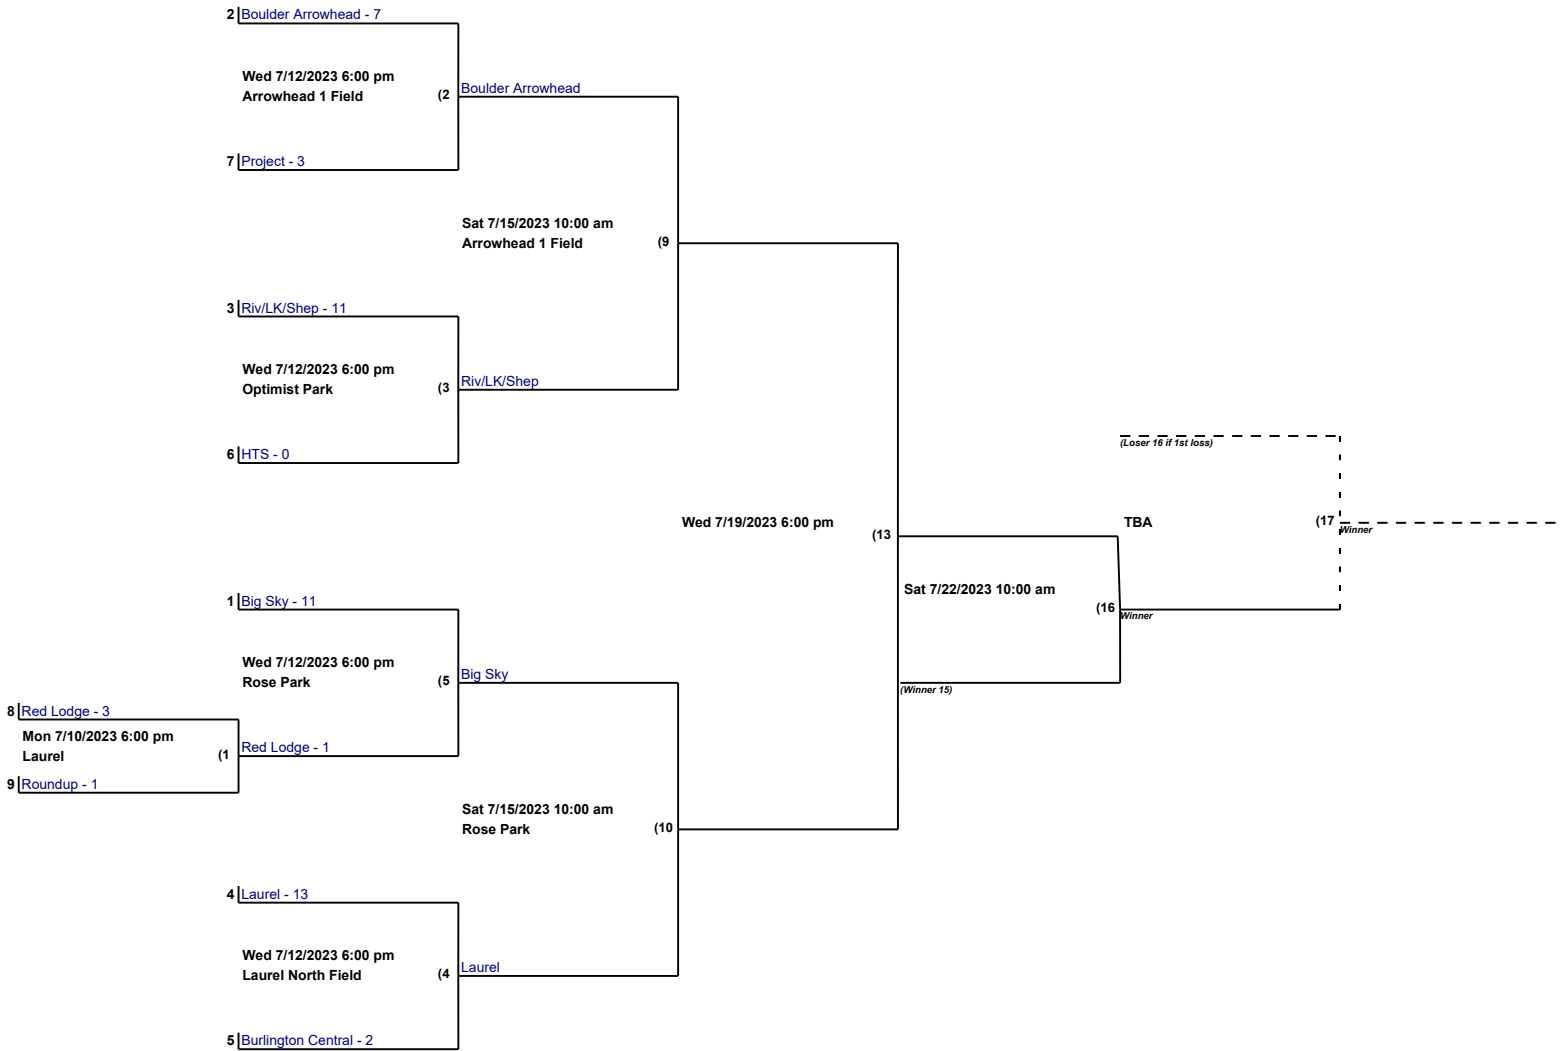 2 Boulder Arrowhead - 7
Wed 7/12/2023 6:00 pm
Arrowhead 1 Field
(2
Boulder Arrowhead
7 Project - 3
Sat 7/15/2023 10:00 am
Arrowhead 1 Field
(9
3 Riv/LK/Shep - 11
Wed 7/12/2023 6:00 pm
Optimist Park
(3
Riv/LK/Shep
6 HTS - 0
(Loser 16 if 1st loss)
Wed 7/19/2023 6:00 pm
(13
TBA
(17
Winner
Sat 7/22/2023 10:00 am
(16
Winner
(Winner 15)
1 Big Sky - 11
Wed 7/12/2023 6:00 pm
Rose Park
(5
Big Sky
8 Red Lodge - 3
Mon 7/10/2023 6:00 pm
Laurel
(1
Red Lodge - 1
9 Roundup - 1
Sat 7/15/2023 10:00 am
Rose Park
(10
4 Laurel - 13
Wed 7/12/2023 6:00 pm
Laurel North Field
(4
Laurel
5 Burlington Central - 2